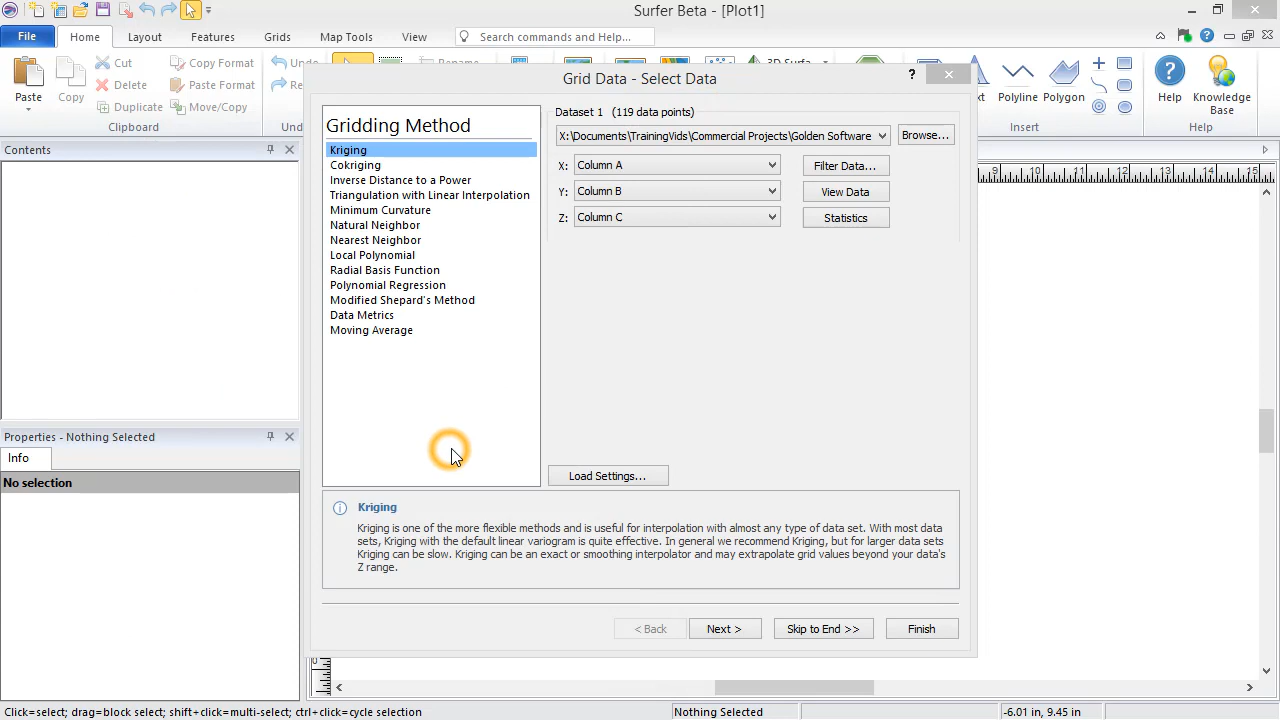 Surfer Beta - [Plot1]
File Home Layout Features Grids Map Tools View Search commands and Help...
Paste Copy Cut Delete Duplicate Copy Format Paste Format Move/Copy
Clipboard
Undo
Polyline Polygon
Insert
Help Knowledge Base
Help
Contents
Properties - Nothing Selected
Info
No selection
Grid Data - Select Data
Gridding Method
Kriging
Cokriging
Inverse Distance to a Power
Triangulation with Linear Interpolation
Minimum Curvature
Natural Neighbor
Nearest Neighbor
Local Polynomial
Radial Basis Function
Polynomial Regression
Modified Shepard's Method
Data Metrics
Moving Average
Dataset 1 (119 data points)
X:\Documents\TrainingVids\Commercial Projects\Golden Software Browse...
X: Column A Filter Data...
Y: Column B View Data
Z: Column C Statistics
Load Settings...
Kriging
Kriging is one of the more flexible methods and is useful for interpolation with almost any type of data set. With most data
sets, Kriging with the default linear variogram is quite effective. In general we recommend Kriging, but for larger data sets
Kriging can be slow. Kriging can be an exact or smoothing interpolator and may extrapolate grid values beyond your data's
Z range.
< Back Next > Skip to End >> Finish
9 10 11 12 13 14 15
Click=select; drag=block select; shift+click=multi-select; ctrl+click=cycle selection Nothing Selected -6.01 in, 9.45 in